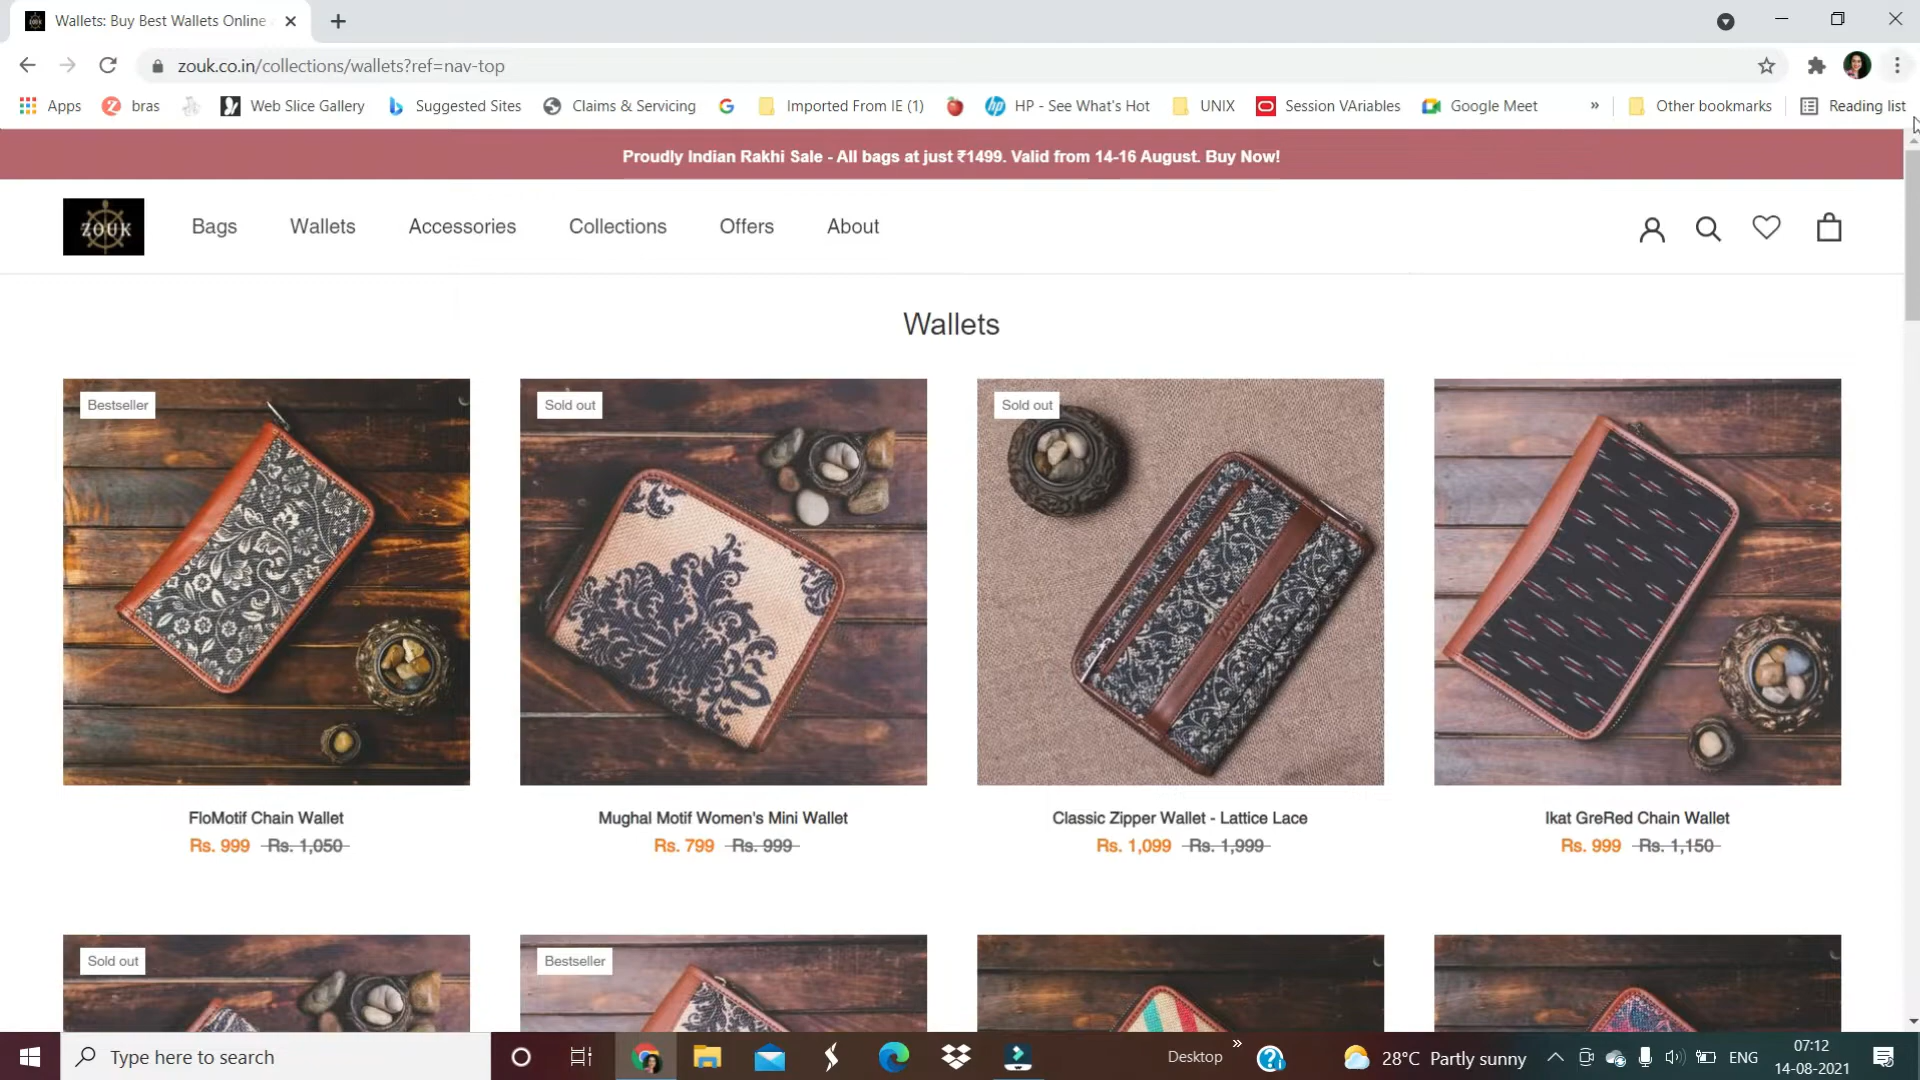 Wallets: Buy Best Wallets Online
zouk.co.in/collections/wallets?ref=nav-top
Apps
bras
Web Slice Gallery
Suggested Sites
Claims & Servicing
Imported From IE (1)
HP - See What's Hot
UNIX
Session VAriables
Google Meet
»
Other bookmarks
Reading list
Proudly Indian Rakhi Sale - All bags at just ₹1499. Valid from 14-16 August. Buy Now!
ZOUK
Bags
Wallets
Accessories
Collections
Offers
About
Wallets
Bestseller
Sold out
Sold out
ZOUK
FloMotif Chain Wallet
Mughal Motif Women's Mini Wallet
Classic Zipper Wallet - Lattice Lace
Ikat GreRed Chain Wallet
Rs. 999 Rs. 1,050
Rs. 799 Rs. 999
Rs. 1,099 Rs. 1,999
Rs. 999 Rs. 1,150
Sold out
Bestseller
Type here to search
Desktop »
28°C Partly sunny
ENG
07:12
14-08-2021